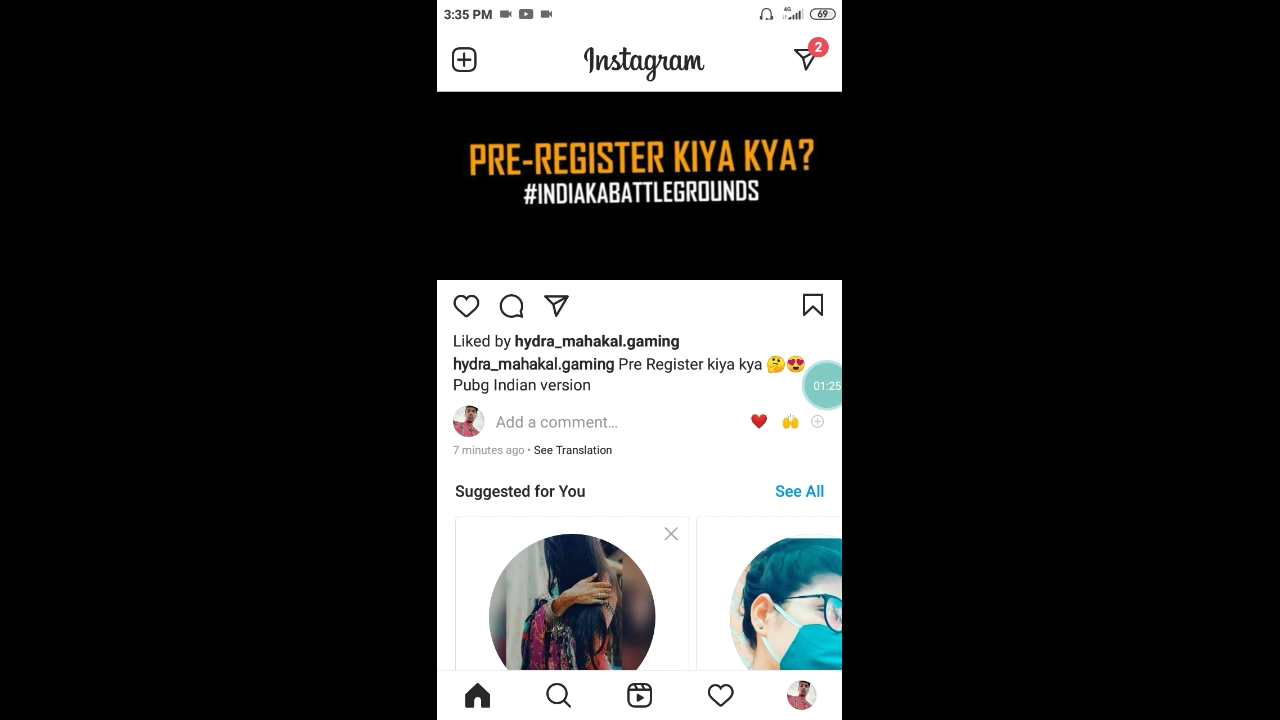 3:35 PM
4G
69
Instagram
2
PRE-REGISTER KIYA KYA?
#INDIAKABATTLEGROUNDS
Liked by hydra_mahakal.gaming
hydra_mahakal.gaming Pre Register kiya kya 🤔😍
Pubg Indian version
01:25
Add a comment...
7 minutes ago • See Translation
Suggested for You
See All